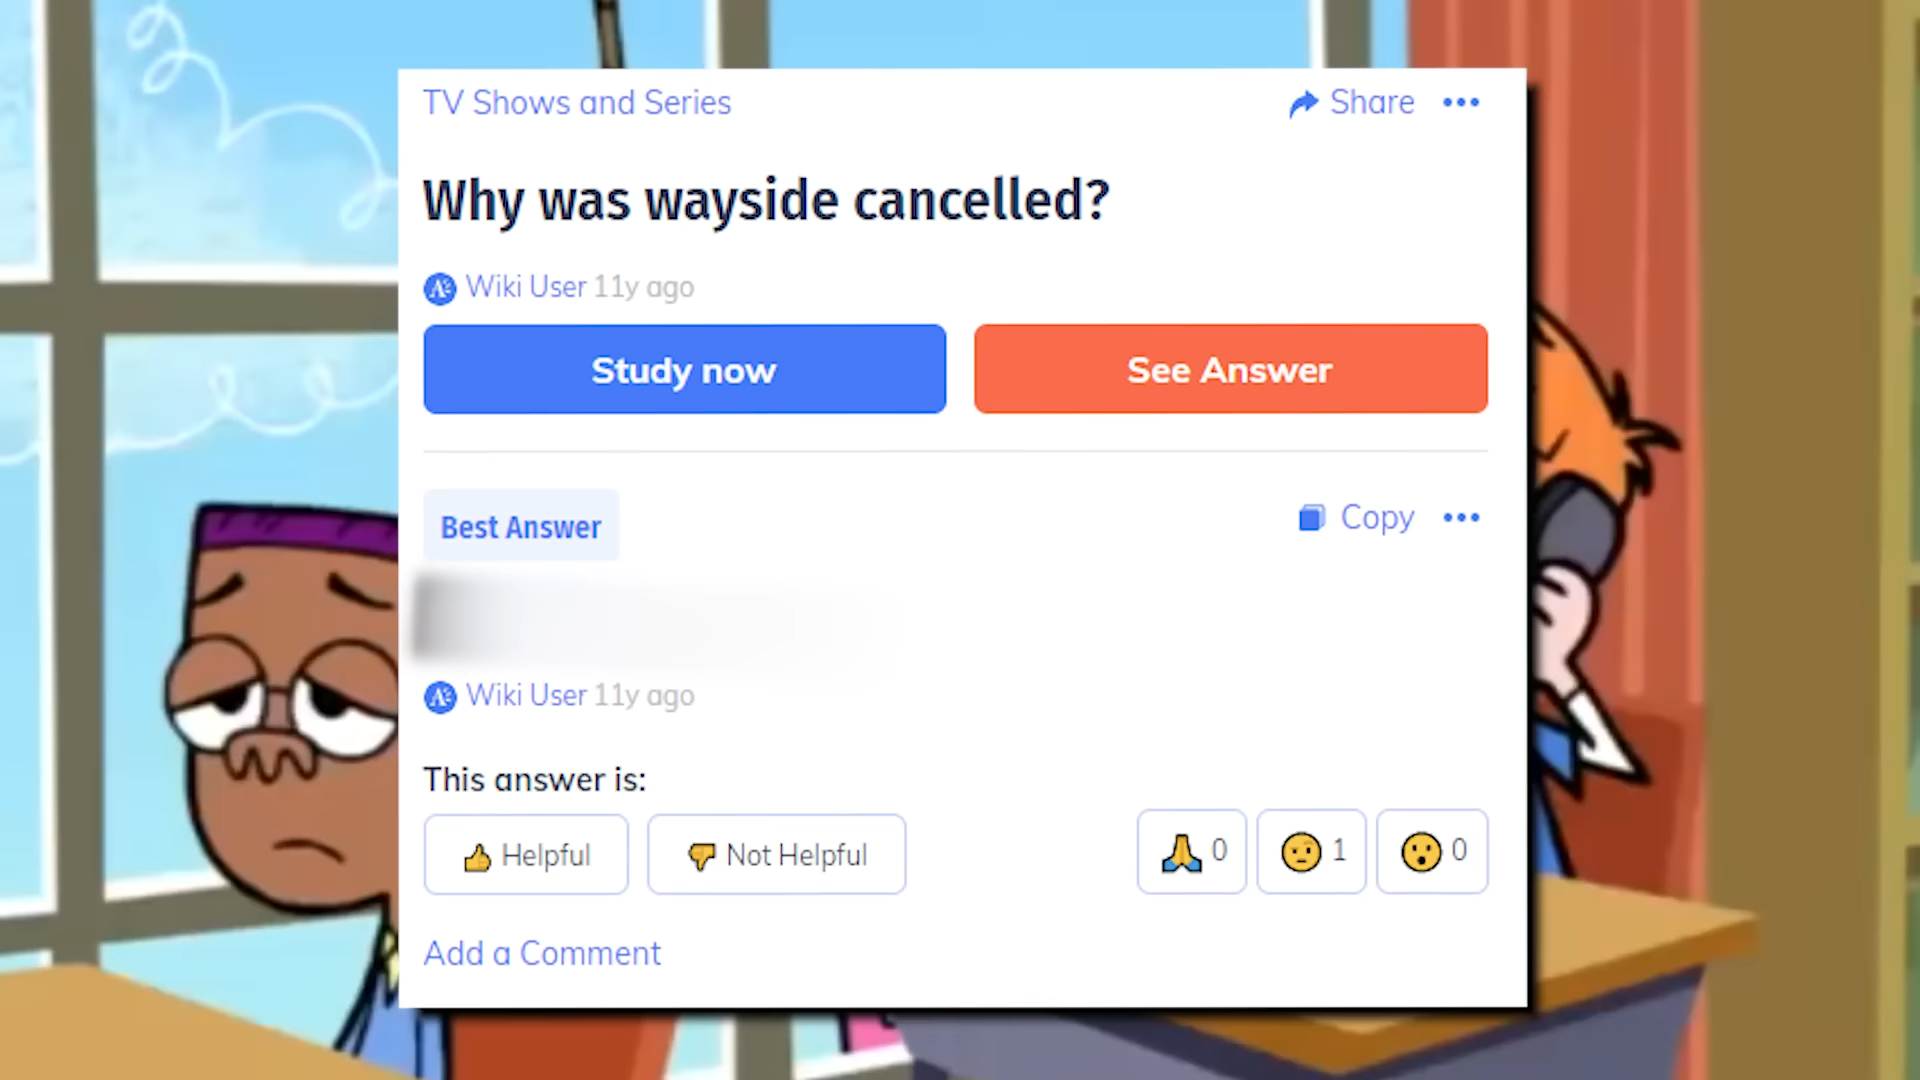 TV Shows and Series
Share
Why was wayside cancelled?
Wiki User 11y ago
Study now
See Answer
Best Answer
Copy
Wiki User 11y ago
This answer is:
Helpful
Not Helpful
0
1
0
Add a Comment